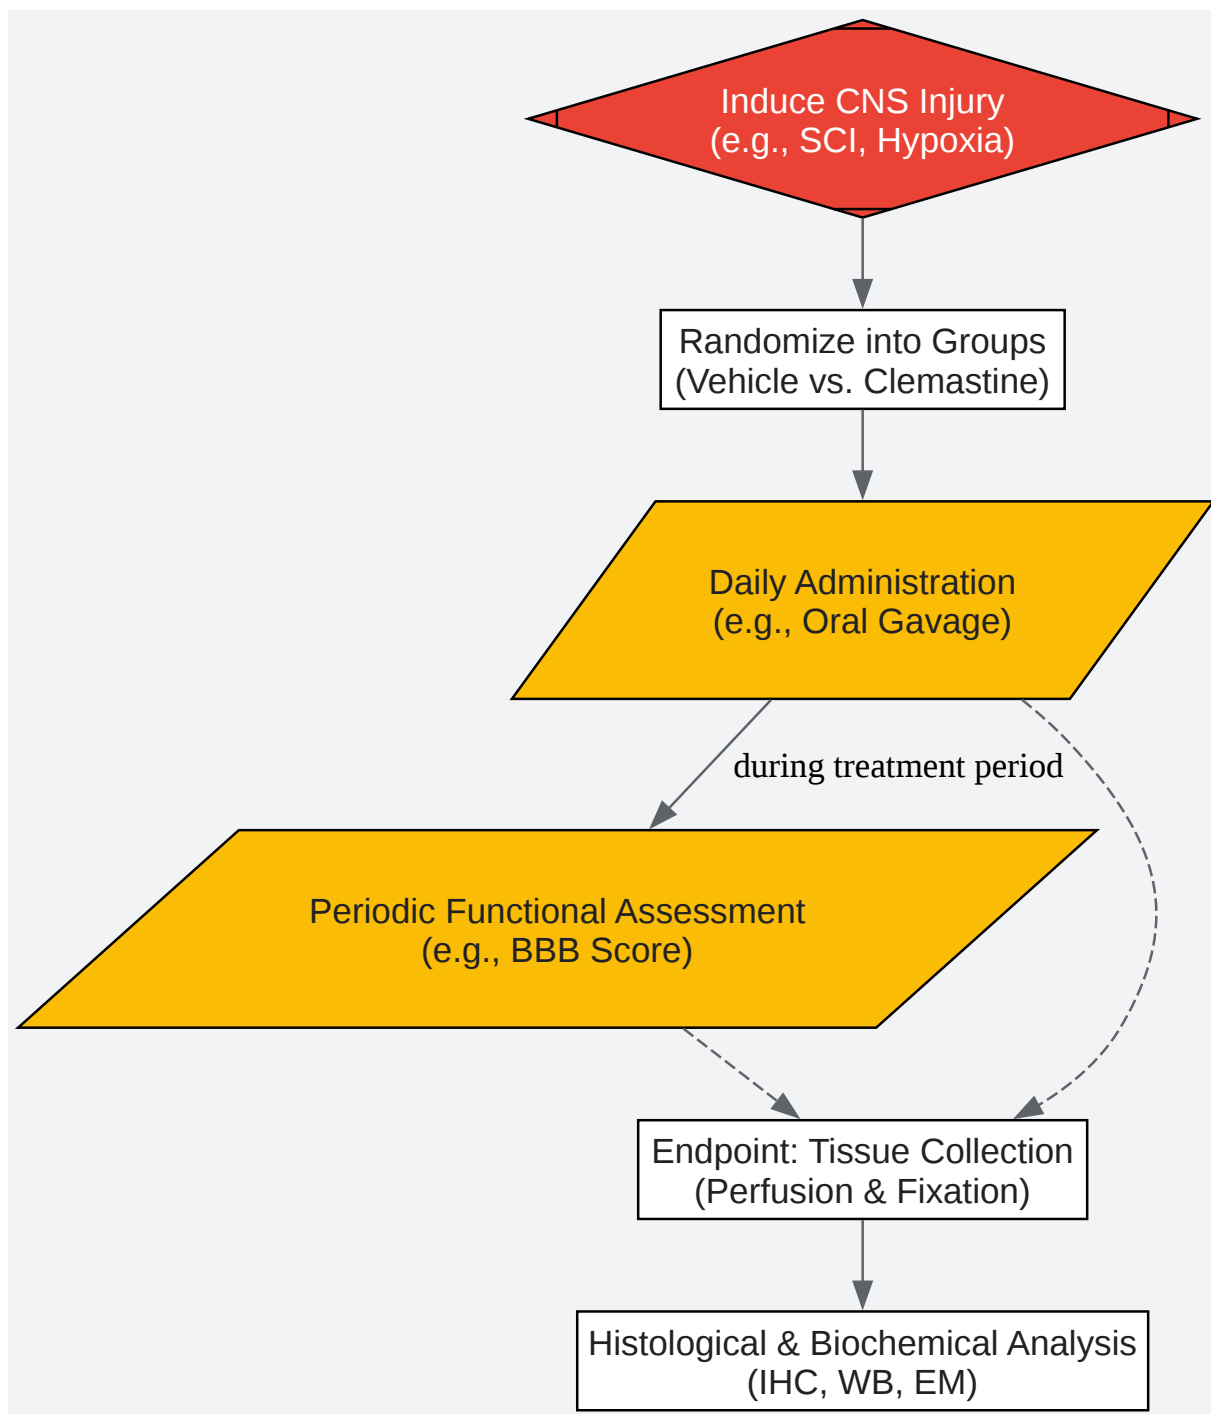 Induce CNS Injury
(e.g., SCI, Hypoxia)
Randomize into Groups
(Vehicle vs. Clemastine)
Daily Administration
(e.g., Oral Gavage)
during treatment period
Periodic Functional Assessment
(e.g., BBB Score)
Endpoint: Tissue Collection
(Perfusion & Fixation)
Histological & Biochemical Analysis
(IHC, WB, EM)